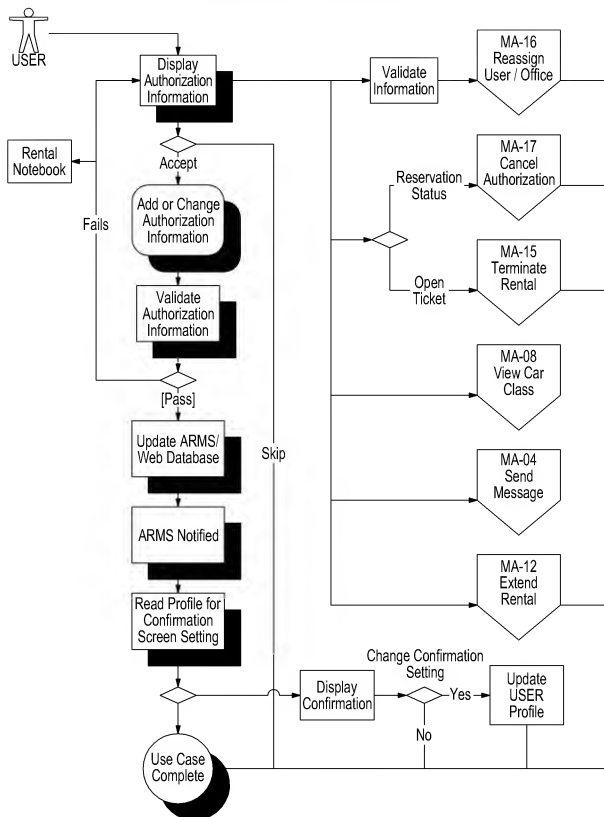 USER
Display
Authorization
Information
Validate
Information
MA-16
Reassign
User / Office
Rental
Notebook
Accept
Reservation
Status
MA-17
Cancel
Authorization
Fails
Add or Change
Authorization
Information
Open
Ticket
MA-15
Terminate
Rental
Validate
Authorization
Information
MA-08
View Car
Class
[Pass]
Update ARMS/
Web Database
Skip
MA-04
Send
Message
ARMS Notified
MA-12
Extend
Rental
Read Profile for
Confirmation
Screen Setting
Change Confirmation
Setting
Display
Confirmation
Yes
Update
USER
Profile
No
Use Case
Complete